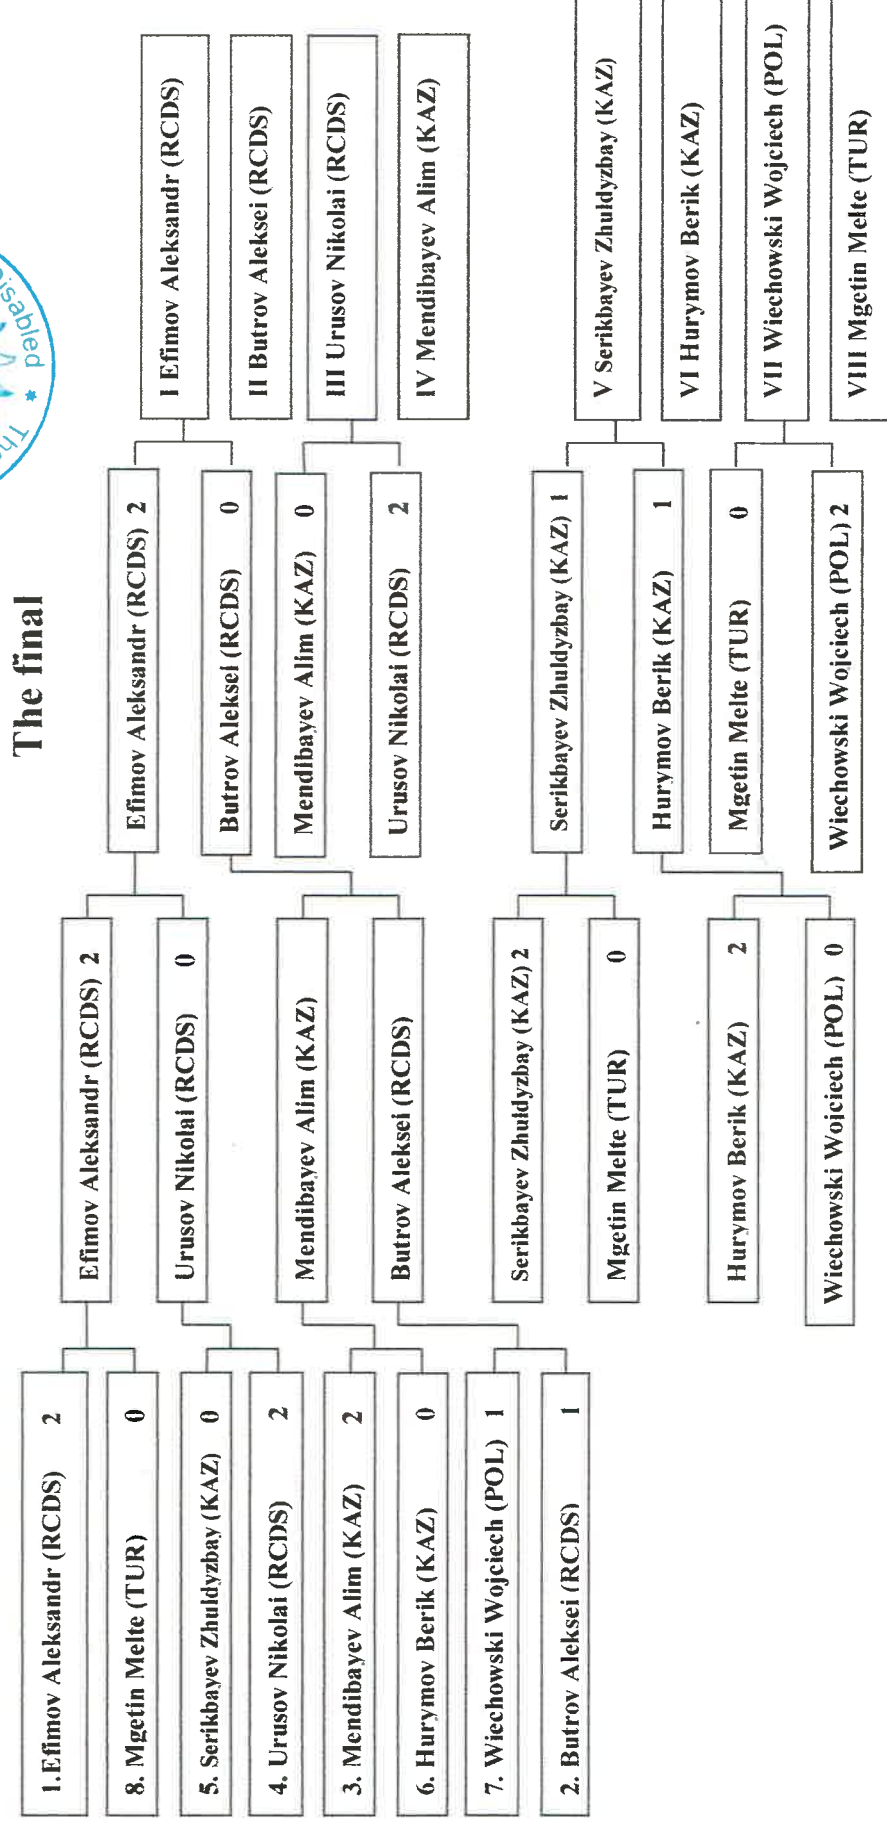 The final
Disabled * The
1.Efimov Aleksandr (RCDS) 2
8. Mgetin Melte (TUR) 0
5. Serikbayev Zhuldyzbay (KAZ) 0
4. Urusov Nikolai (RCDS) 2
3. Mendibayev Alim (KAZ) 2
6. Hurymov Berik (KAZ) 0
7. Wiechowski Wojciech (POL) 1
2. Butrov Aleksei (RCDS) 1
Efimov Aleksandr (RCDS) 2
Urusov Nikolai (RCDS) 0
Mendibayev Alim (KAZ)
Butrov Aleksei (RCDS)
Serikbayev Zhuldyzbay (KAZ) 2
Mgetin Melte (TUR) 0
Hurymov Berik (KAZ) 2
Wiechowski Wojciech (POL) 0
Efimov Aleksandr (RCDS) 2
Butrov Aleksei (RCDS) 0
Mendibayev Alim (KAZ) 0
Urusov Nikolai (RCDS) 2
Serikbayev Zhuldyzbay (KAZ) 1
Hurymov Berik (KAZ) 1
Mgetin Melte (TUR) 0
Wiechowski Wojciech (POL) 2
I Efimov Aleksandr (RCDS)
II Butrov Aleksei (RCDS)
III Urusov Nikolai (RCDS)
IV Mendibayev Alim (KAZ)
V Serikbayev Zhuldyzbay (KAZ)
VI Hurymov Berik (KAZ)
VII Wiechowski Wojciech (POL)
VIII Mgetin Melte (TUR)